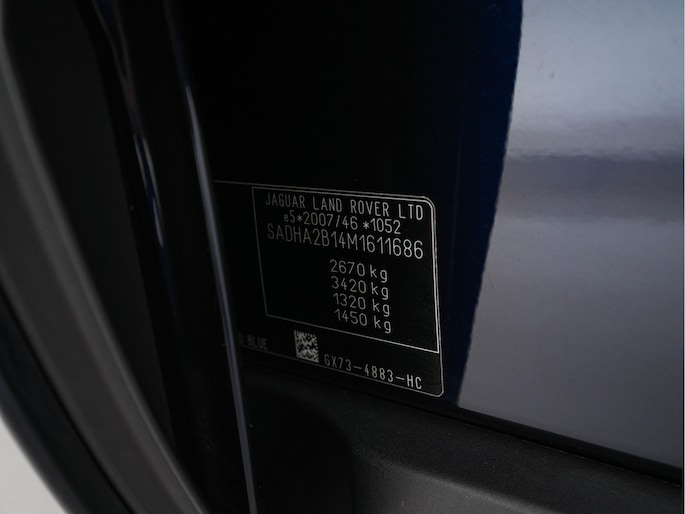 JAGUAR LAND ROVER LTD
e5*2007/46 *1052
SADHA2B14M1611686
2670 kg
3420 kg
1320 kg
1450 kg
BLUE
GX73-4883-HC